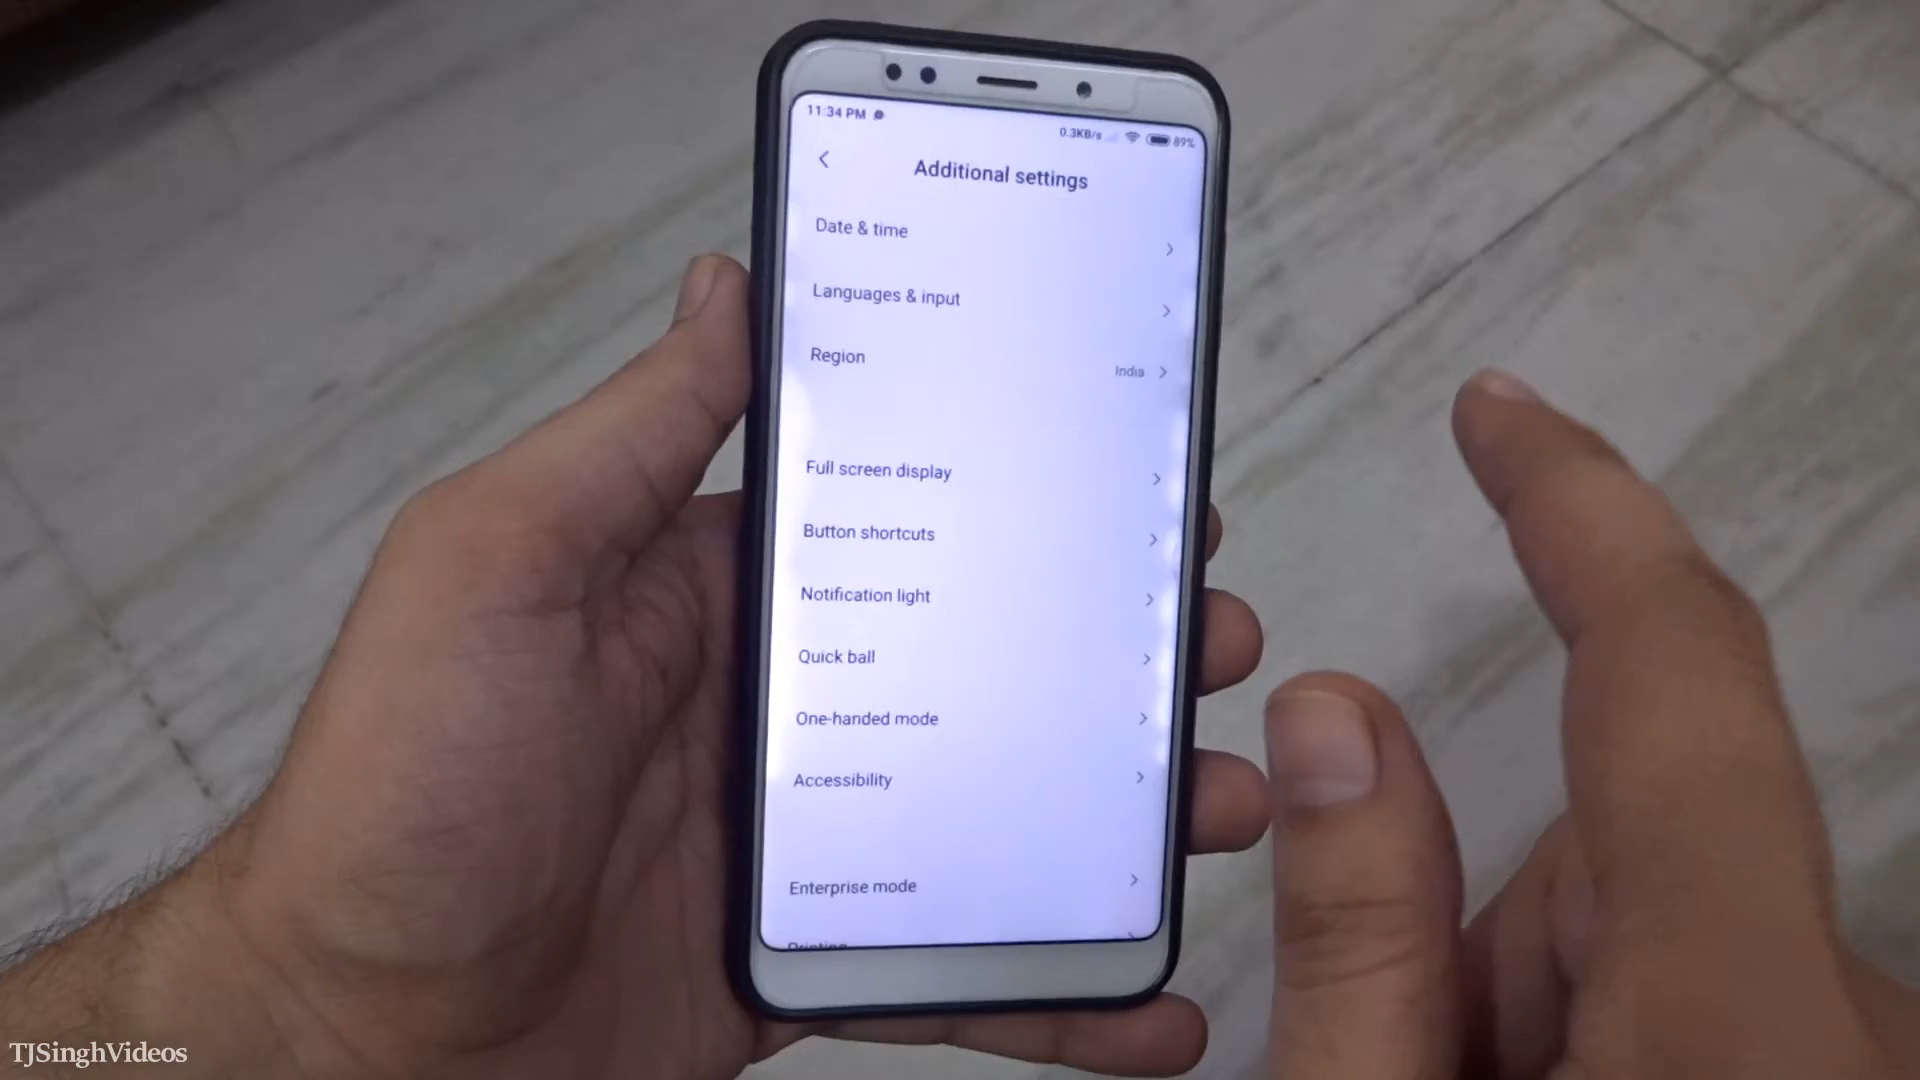 11:34 PM
0.3KB/s 89%
Additional settings
Date & time
Languages & input
Region India
Full screen display
Button shortcuts
Notification light
Quick ball
One-handed mode
Accessibility
Enterprise mode
Printing
TJSinghVideos